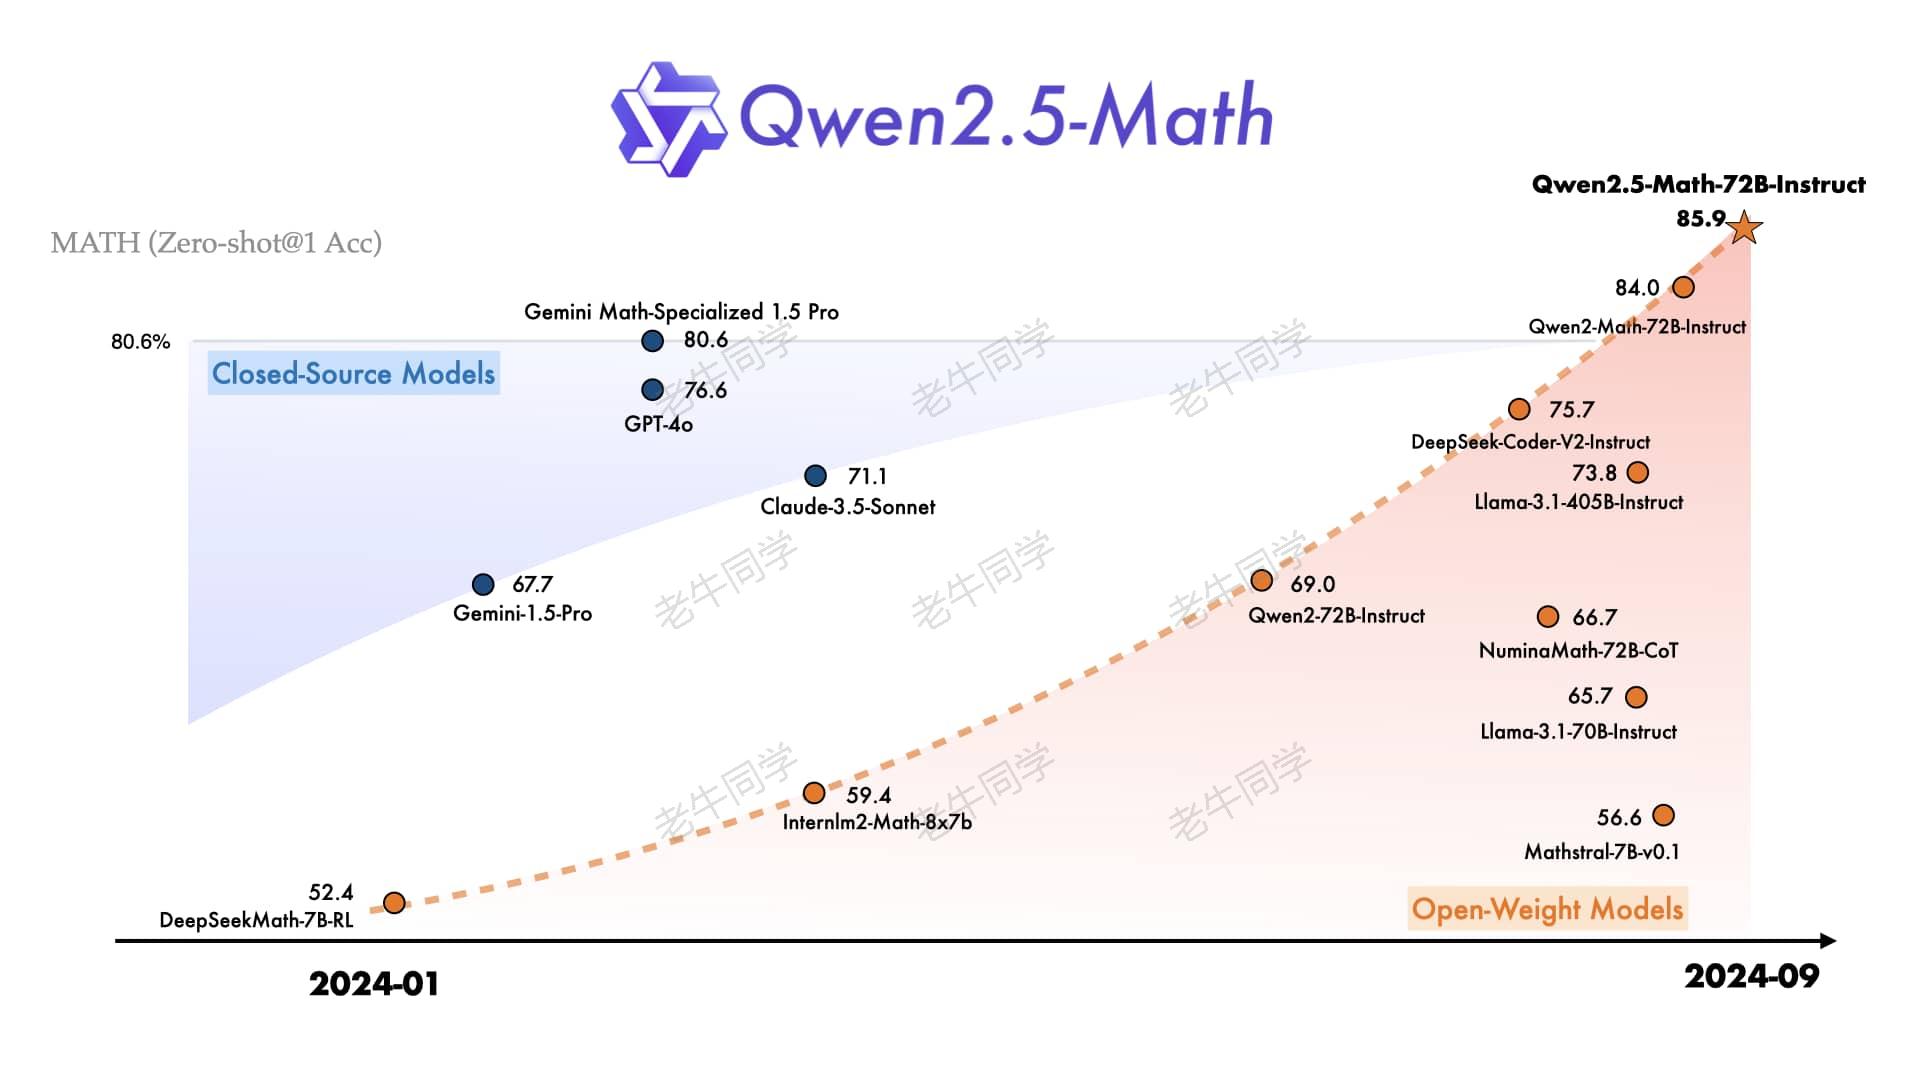 Qwen2.5-Math
Qwen2.5-Math-72B-Instruct
85.9
MATH (Zero-shot@1 Acc)
84.0
Qwen2-Math-72B-Instruct
Gemini Math-Specialized 1.5 Pro
80.6%
80.6
Closed-Source Models
76.6
GPT-4o
75.7
DeepSeek-Coder-V2-Instruct
71.1
Claude-3.5-Sonnet
73.8
Llama-3.1-405B-Instruct
67.7
Gemini-1.5-Pro
69.0
Qwen2-72B-Instruct
66.7
NuminaMath-72B-CoT
65.7
Llama-3.1-70B-Instruct
59.4
Internlm2-Math-8x7b
56.6
Mathstral-7B-v0.1
52.4
DeepSeekMath-7B-RL
Open-Weight Models
2024-01
2024-09
老牛同学
老牛同学
老牛同学
老牛同学
老牛同学
老牛同学
老牛同学
老牛同学
老牛同学